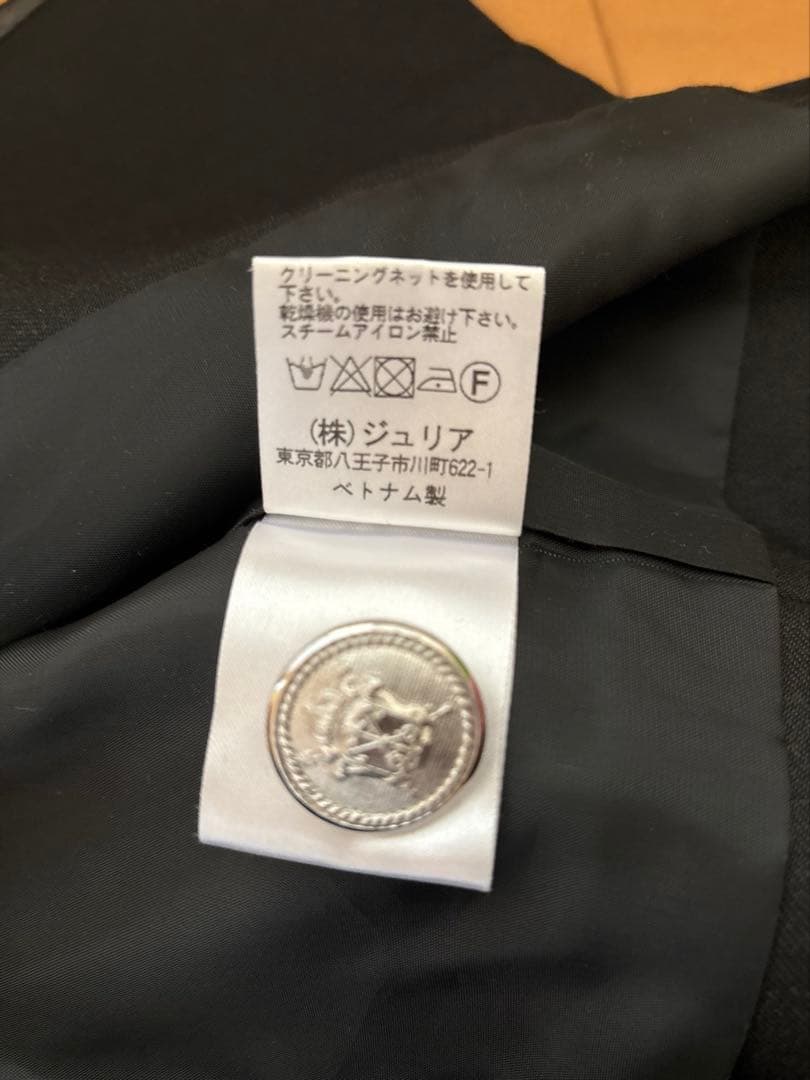 クリーニングネットを使用して
下さい。
乾燥機の使用はお避け下さい。
スチームアイロン禁止
F
(株)ジュリア
東京都八王子市川町622-1
ベトナム製